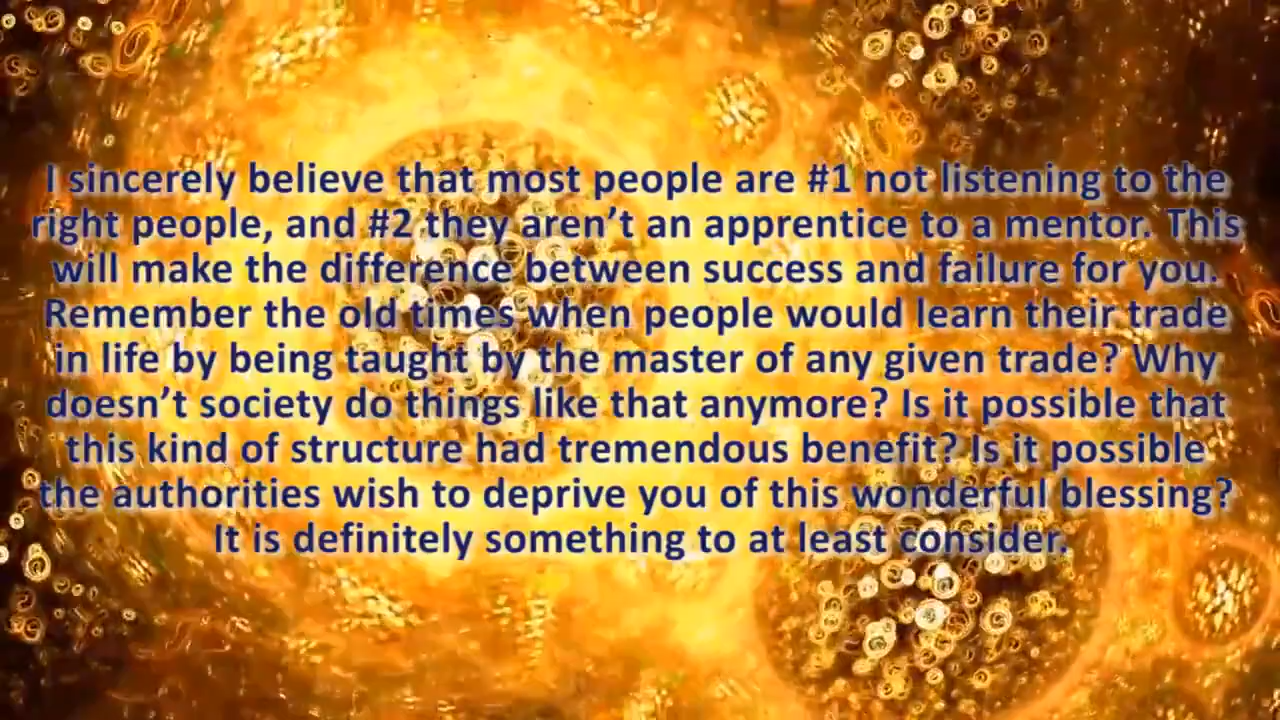 I sincerely believe that most people are #1 not listening to the
right people, and #2 they aren’t an apprentice to a mentor. This
will make the difference between success and failure for you.
Remember the old times when people would learn their trade
in life by being taught by the master of any given trade? Why
doesn’t society do things like that anymore? Is it possible that
this kind of structure had tremendous benefit? Is it possible
the authorities wish to deprive you of this wonderful blessing?
It is definitely something to at least consider.